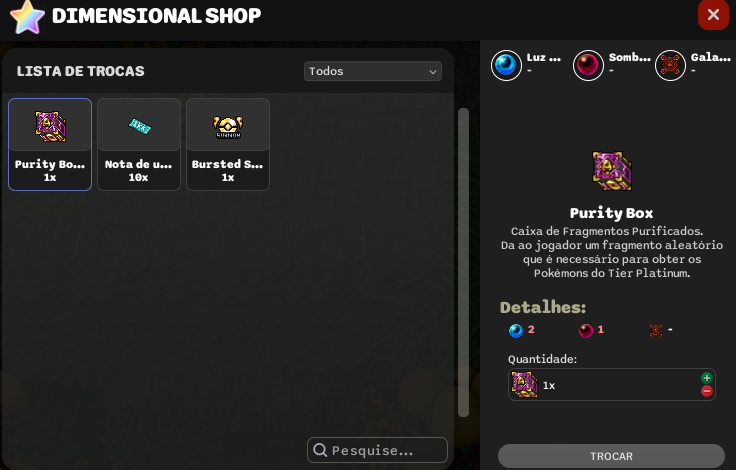 DIMENSIONAL SHOP
LISTA DE TROCAS
Todos
Purity Bo...
1x
Nota de u...
10x
SINNOH
Bursted S...
1x
Pesquise...
Luz ...
-
Somb...
-
Gala...
-
Purity Box
Caixa de Fragmentos Purificados.
Da ao jogador um fragmento aleatório
que é necessário para obter os
Pokémons do Tier Platinum.
Detalhes:
2
1
-
Quantidade:
1x
TROCAR